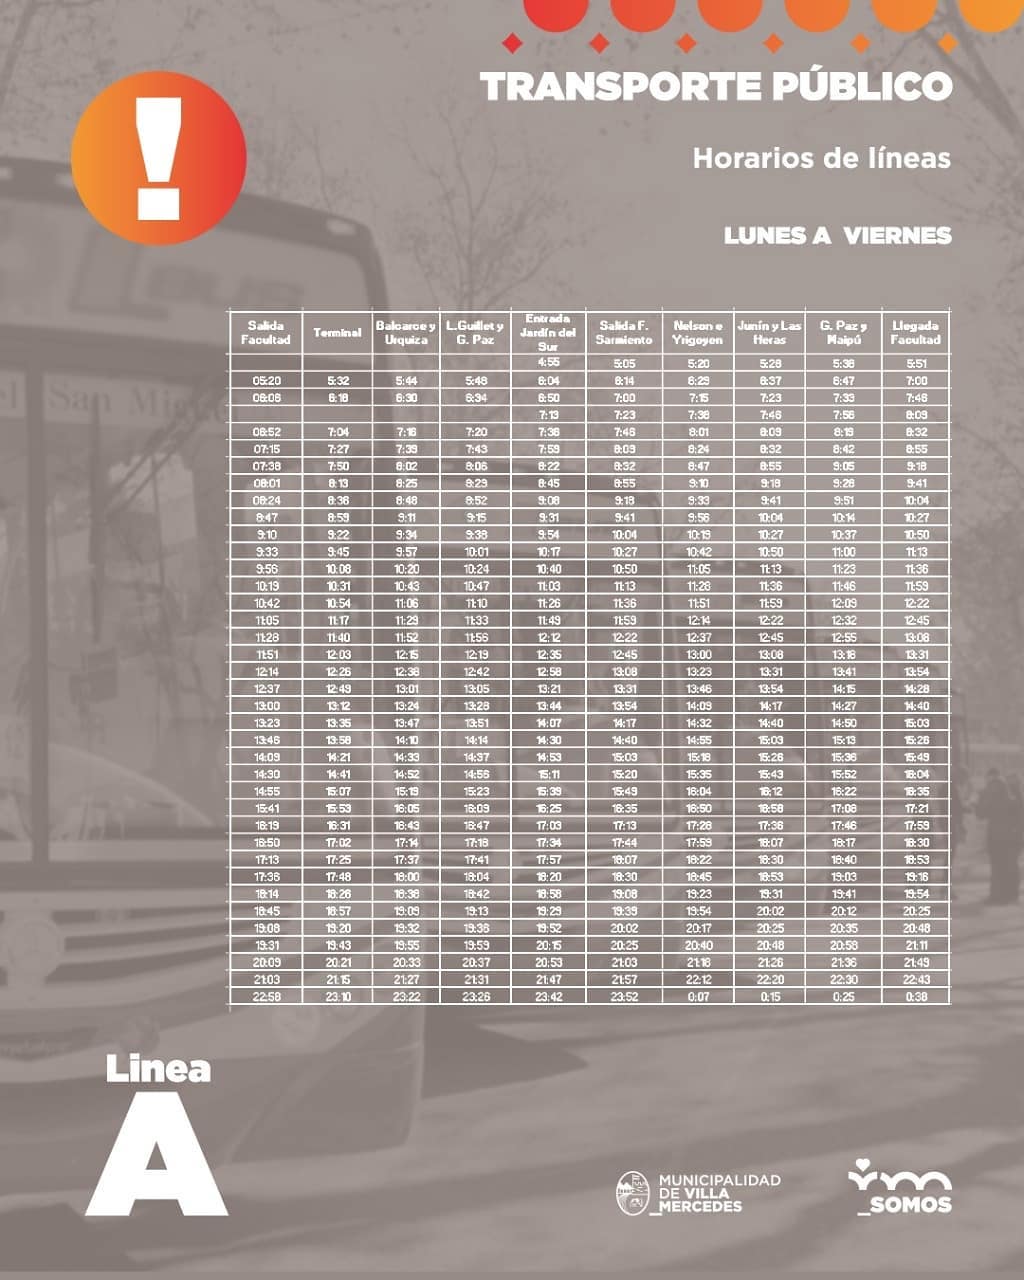 TRANSPORTE PÚBLICO
Horarios de líneas
LUNES A VIERNES
Salida Facultad Terminal Balcarce y Urquiza L.Guillet y G. Paz Entrada Jardín del Sur Salida F. Sarmiento Nelson e Yrigoyen Junín y Las Heras G. Paz y Maipú Llegada Facultad
4:55 5:05 5:20 5:28 5:38 5:51
05:20 5:32 5:44 5:48 6:04 6:14 6:29 6:37 6:47 7:00
06:06 6:18 6:30 6:34 6:50 7:00 7:15 7:23 7:33 7:46
7:13 7:23 7:38 7:46 7:56 8:09
06:52 7:04 7:16 7:20 7:36 7:46 8:01 8:09 8:19 8:32
07:15 7:27 7:39 7:43 7:59 8:09 8:24 8:32 8:42 8:55
07:38 7:50 8:02 8:06 8:22 8:32 8:47 8:55 9:05 9:18
08:01 8:13 8:25 8:29 8:45 8:55 9:10 9:18 9:28 9:41
08:24 8:36 8:48 8:52 9:08 9:18 9:33 9:41 9:51 10:04
8:47 8:59 9:11 9:15 9:31 9:41 9:56 10:04 10:14 10:27
9:10 9:22 9:34 9:38 9:54 10:04 10:19 10:27 10:37 10:50
9:33 9:45 9:57 10:01 10:17 10:27 10:42 10:50 11:00 11:13
9:56 10:08 10:20 10:24 10:40 10:50 11:05 11:13 11:23 11:36
10:19 10:31 10:43 10:47 11:03 11:13 11:28 11:36 11:46 11:59
10:42 10:54 11:06 11:10 11:26 11:36 11:51 11:59 12:09 12:22
11:05 11:17 11:29 11:33 11:49 11:59 12:14 12:22 12:32 12:45
11:28 11:40 11:52 11:56 12:12 12:22 12:37 12:45 12:55 13:08
11:51 12:03 12:15 12:19 12:35 12:45 13:00 13:08 13:18 13:31
12:14 12:26 12:38 12:42 12:58 13:08 13:23 13:31 13:41 13:54
12:37 12:49 13:01 13:05 13:21 13:31 13:46 13:54 14:15 14:28
13:00 13:12 13:24 13:28 13:44 13:54 14:09 14:17 14:27 14:40
13:23 13:35 13:47 13:51 14:07 14:17 14:32 14:40 14:50 15:03
13:46 13:58 14:10 14:14 14:30 14:40 14:55 15:03 15:13 15:26
14:09 14:21 14:33 14:37 14:53 15:03 15:18 15:26 15:36 15:49
14:30 14:41 14:52 14:56 15:11 15:20 15:35 15:43 15:52 16:04
14:55 15:07 15:19 15:23 15:39 15:49 16:04 16:12 16:22 16:35
15:41 15:53 16:05 16:09 16:25 16:35 16:50 16:58 17:08 17:21
16:19 16:31 16:43 16:47 17:03 17:13 17:28 17:36 17:46 17:59
16:50 17:02 17:14 17:18 17:34 17:44 17:59 18:07 18:17 18:30
17:13 17:25 17:37 17:41 17:57 18:07 18:22 18:30 18:40 18:53
17:36 17:48 18:00 18:04 18:20 18:30 18:45 18:53 19:03 19:16
18:14 18:26 18:38 18:42 18:58 19:08 19:23 19:31 19:41 19:54
18:45 18:57 19:09 19:13 19:29 19:39 19:54 20:02 20:12 20:25
19:08 19:20 19:32 19:36 19:52 20:02 20:17 20:25 20:35 20:48
19:31 19:43 19:55 19:59 20:15 20:25 20:40 20:48 20:58 21:11
20:09 20:21 20:33 20:37 20:53 21:03 21:18 21:26 21:36 21:49
21:03 21:15 21:27 21:31 21:47 21:57 22:12 22:20 22:30 22:43
22:58 23:10 23:22 23:26 23:42 23:52 0:07 0:15 0:25 0:38
Linea
A
MUNICIPALIDAD
DE VILLA
_MERCEDES
_SOMOS